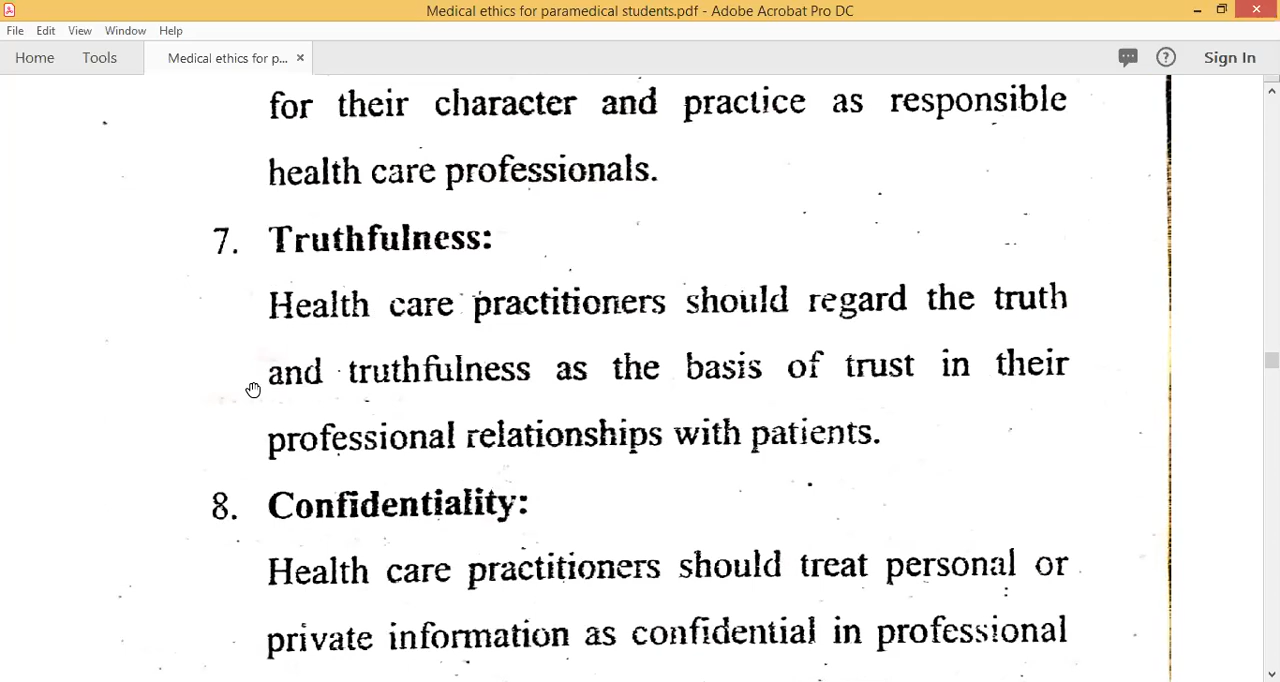 Medical ethics for paramedical students.pdf - Adobe Acrobat Pro DC
File Edit View Window Help
Home Tools Medical ethics for p... × Sign In
for their character and practice as responsible
health care professionals.
7. Truthfulness:
Health care practitioners should regard the truth
and truthfulness as the basis of trust in their
professional relationships with patients.
8. Confidentiality:
Health care practitioners should treat personal or
private information as confidential in professional